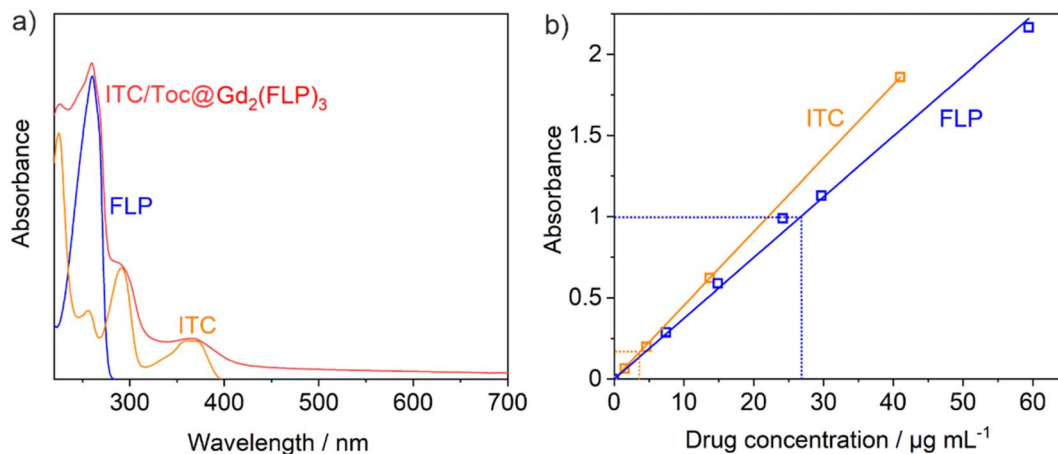 a)
Absorbance
ITC/Toc@Gd₂(FLP)₃
FLP
ITC
300 400 500 600 700
Wavelength / nm
b)
Absorbance
2
1.5
1
0.5
0
ITC
FLP
0 10 20 30 40 50 60
Drug concentration / µg mL⁻¹